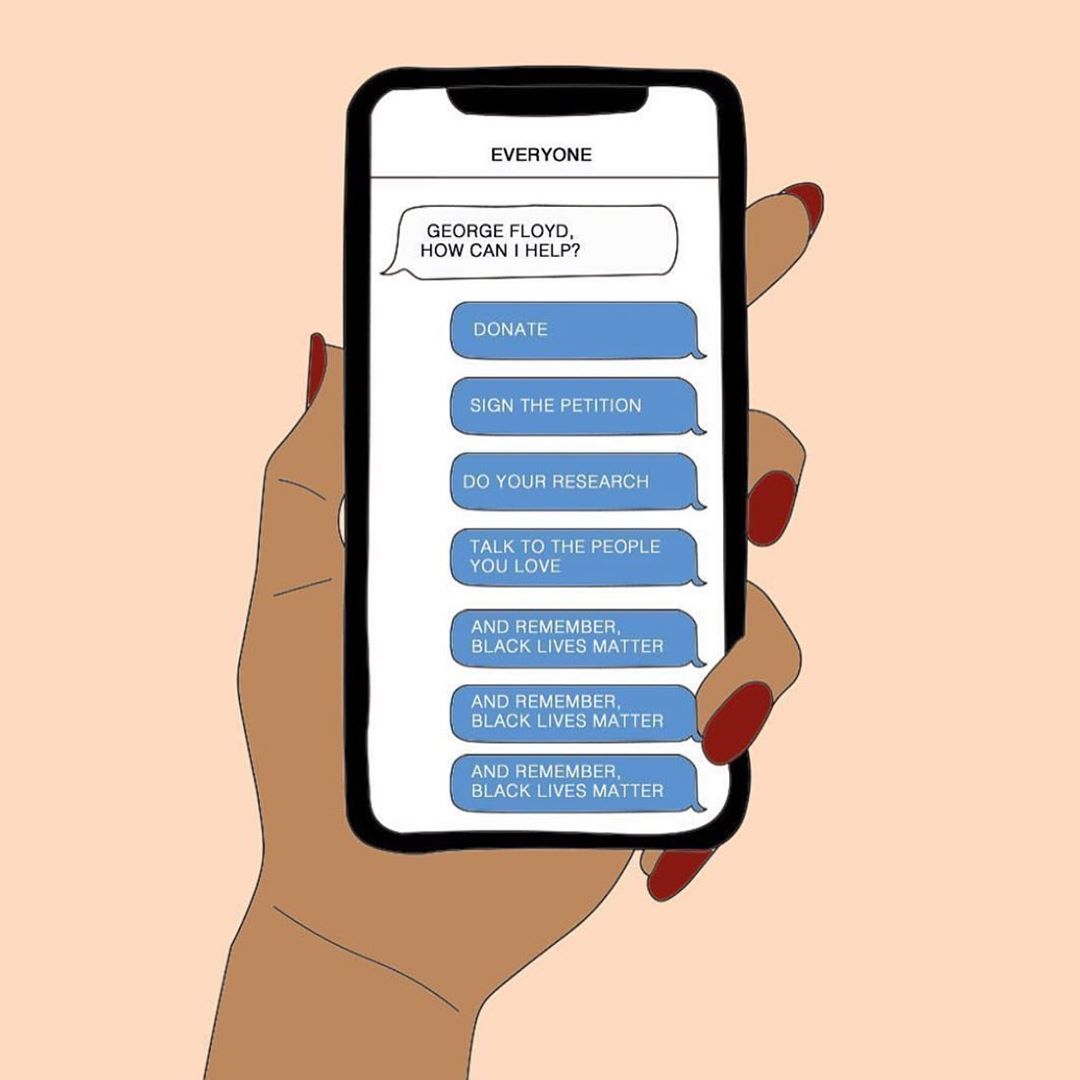 EVERYONE
GEORGE FLOYD,
HOW CAN I HELP?
DONATE
SIGN THE PETITION
DO YOUR RESEARCH
TALK TO THE PEOPLE
YOU LOVE
AND REMEMBER,
BLACK LIVES MATTER
AND REMEMBER,
BLACK LIVES MATTER
AND REMEMBER,
BLACK LIVES MATTER